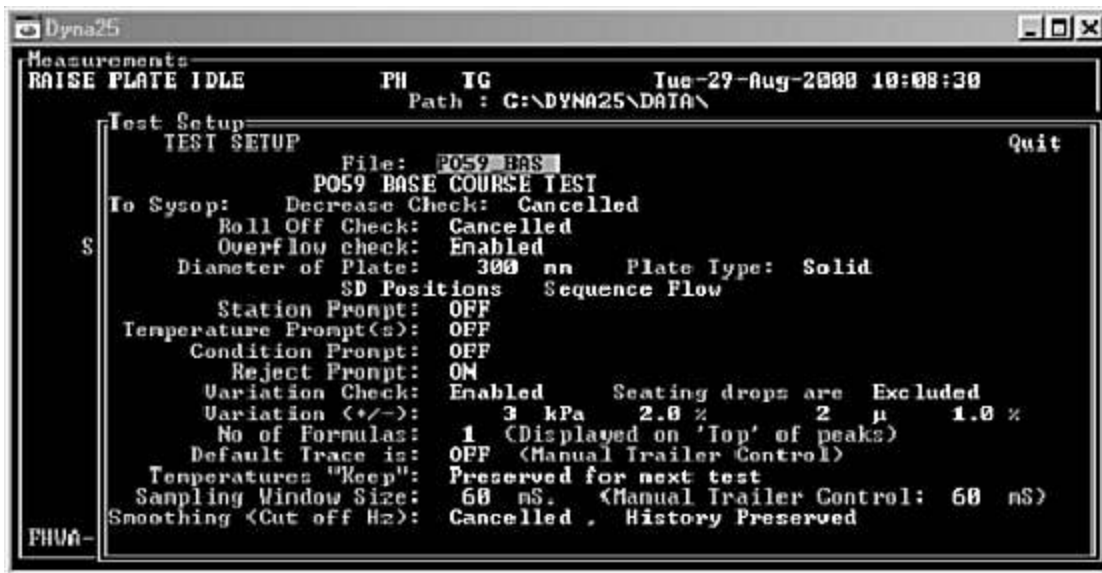 Dyna25
Measurements
RAISE PLATE IDLE PH TG Tue-29-Aug-2000 10:08:30
Path : C:\DYNA25\DATA\
Test Setup
TEST SETUP Quit
File: PO59_BAS
PO59 BASE COURSE TEST
To Sysop: Decrease Check: Cancelled
Roll Off Check: Cancelled
S Overflow check: Enabled
Diameter of Plate: 300 mm Plate Type: Solid
SD Positions Sequence Flow
Station Prompt: OFF
Temperature Prompt(s): OFF
Condition Prompt: OFF
Reject Prompt: ON
Variation Check: Enabled Seating drops are Excluded
Variation (+/-): 3 kPa 2.0 % 2 μ 1.0 %
No of Formulas: 1 (Displayed on 'Top' of peaks)
Default Trace is: OFF (Manual Trailer Control)
Temperatures "Keep": Preserved for next test
Sampling Window Size: 60 mS. (Manual Trailer Control: 60 mS)
Smoothing (Cut off Hz): Cancelled . History Preserved
FHWA-